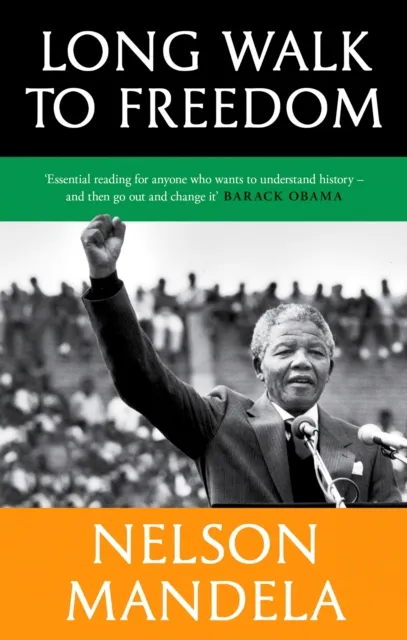 LONG WALK
TO FREEDOM
‘Essential reading for anyone who wants to understand history –
and then go out and change it’ BARACK OBAMA
NELSON
MANDELA